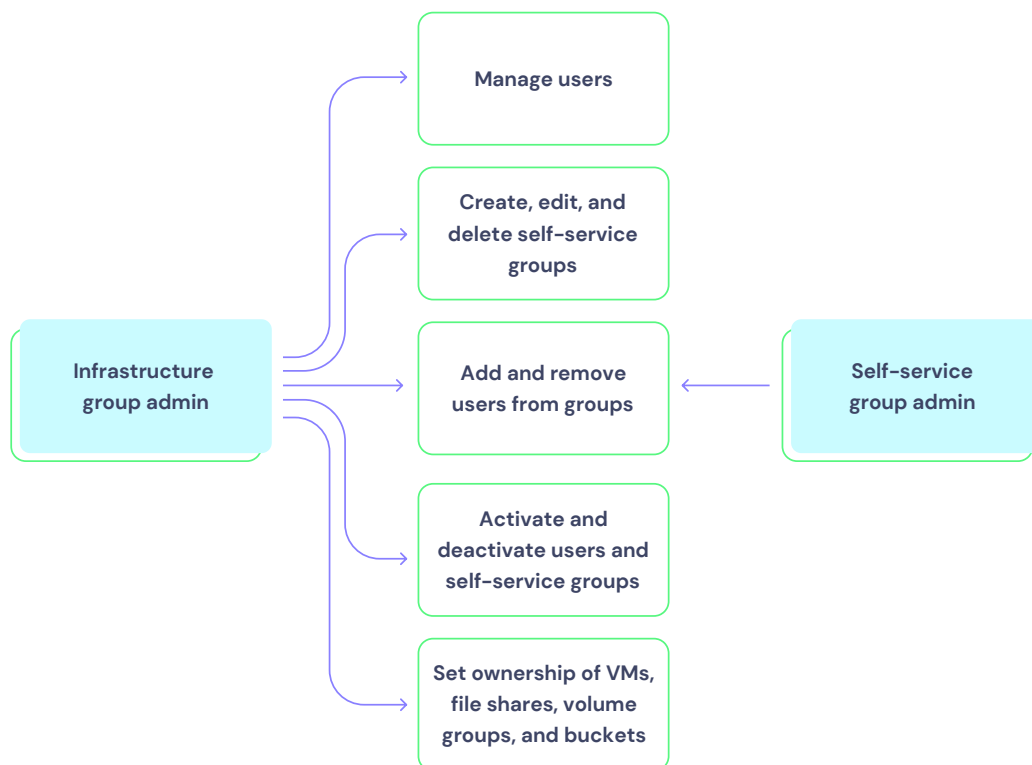 Manage users
Create, edit, and
delete self-service
groups
Infrastructure
group admin
Add and remove
users from groups
Self-service
group admin
Activate and
deactivate users and
self-service groups
Set ownership of VMs,
file shares, volume
groups, and buckets